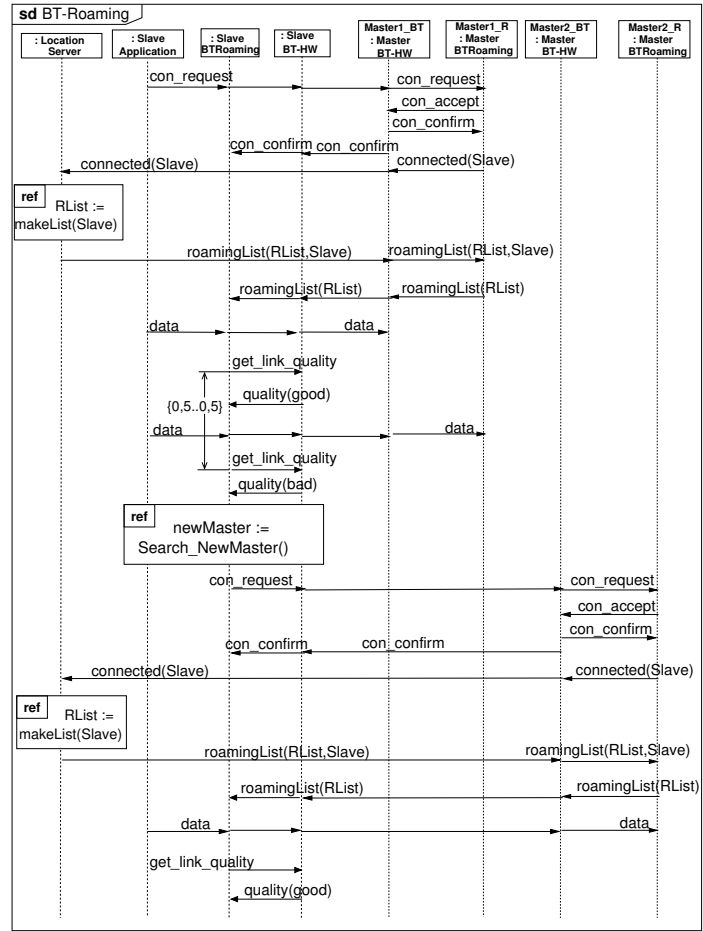 sd BT-Roaming
: Location
Server
: Slave
Application
: Slave
BTRoaming
: Slave
BT-HW
Master1_BT
: Master
BT-HW
Master1_R
: Master
BTRoaming
Master2_BT
: Master
BT-HW
Master2_R
: Master
BTRoaming
con_request con_request
con_accept
con_confirm
con_confirm con_confirm
connected(Slave) connected(Slave)
ref RList :=
makeList(Slave)
roamingList(RList,Slave) roamingList(RList,Slave)
roamingList(RList) roamingList(RList)
data data
get_link_quality
quality(good)
{0,5..0,5}
data data
get_link_quality
quality(bad)
ref newMaster :=
Search_NewMaster()
con_request con_request
con_accept
con_confirm
con_confirm con_confirm
connected(Slave) connected(Slave)
ref RList :=
makeList(Slave)
roamingList(RList,Slave) roamingList(RList,Slave)
roamingList(RList) roamingList(RList)
data data
get_link_quality
quality(good)